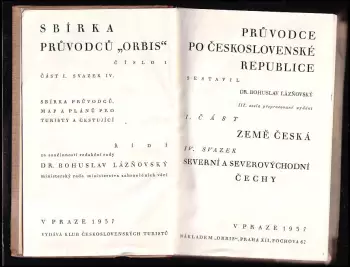 SBÍRKA
PRŮVODCŮ „ORBIS"
ČÍSLO 1
ČÁST I. SVAZEK IV.
SBÍRKA PRŮVODCŮ,
MAP A PLÁNŮ PRO
TURISTY A CESTUJÍCÍ
ŘÍDÍ
za součinnosti redakční rady
DR. BOHUSLAV LÁZŇOVSKÝ
ministerský rada ministerstva zahraničních věcí
V PRAZE 1937
VYDÁVÁ KLUB ČESKOSLOVENSKÝCH TURISTŮ
PRŮVODCE
PO ČESKOSLOVENSKÉ
REPUBLICE
SESTAVIL
DR. BOHUSLAV LÁZŇOVSKÝ
III. zcela přepracované vydání
I. ČÁST
ZEMĚ ČESKÁ
IV. SVAZEK
SEVERNÍ A SEVEROVÝCHODNÍ
ČECHY
V PRAZE 1937
NÁKLADEM „ORBIS", PRAHA XII, FOCHOVA 62